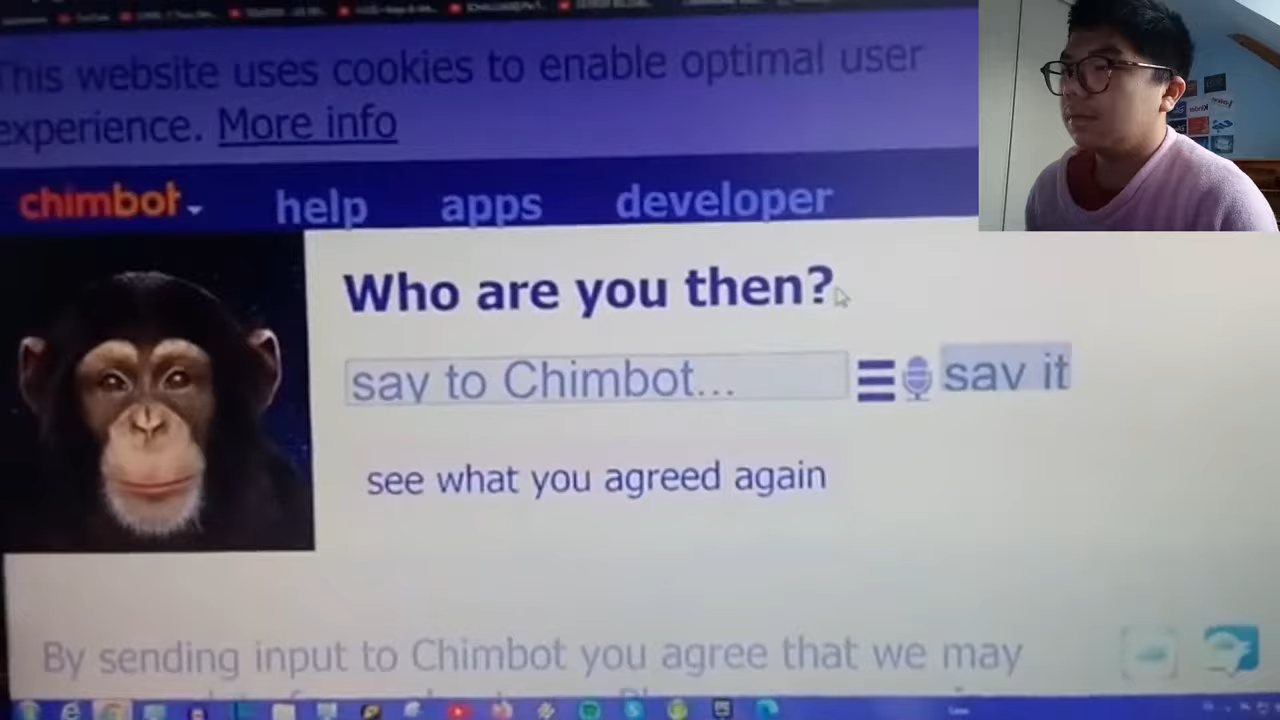 This website uses cookies to enable optimal user
experience. More info
chimbot
help
apps
developer
Who are you then?
say to Chimbot...
say it
see what you agreed again
By sending input to Chimbot you agree that we may